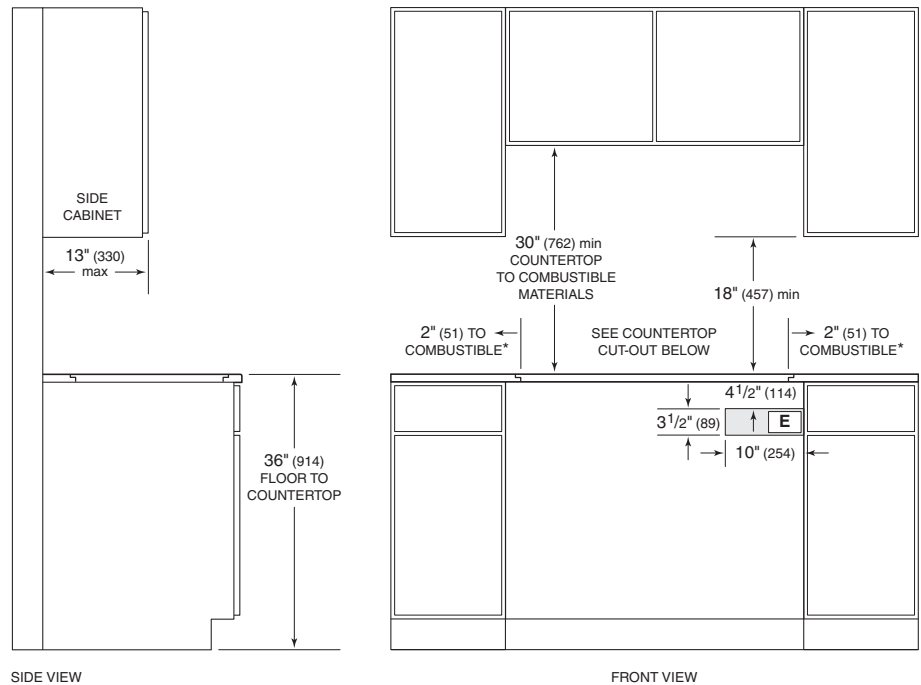 SIDE
CABINET
13" (330)
max
36" (914)
FLOOR TO
COUNTERTOP
SIDE VIEW
30" (762) min
COUNTERTOP
TO COMBUSTIBLE
MATERIALS
18" (457) min
2" (51) TO
COMBUSTIBLE*
SEE COUNTERTOP
CUT-OUT BELOW
2" (51) TO
COMBUSTIBLE*
4 1/2" (114)
3 1/2" (89)
E
10" (254)
FRONT VIEW